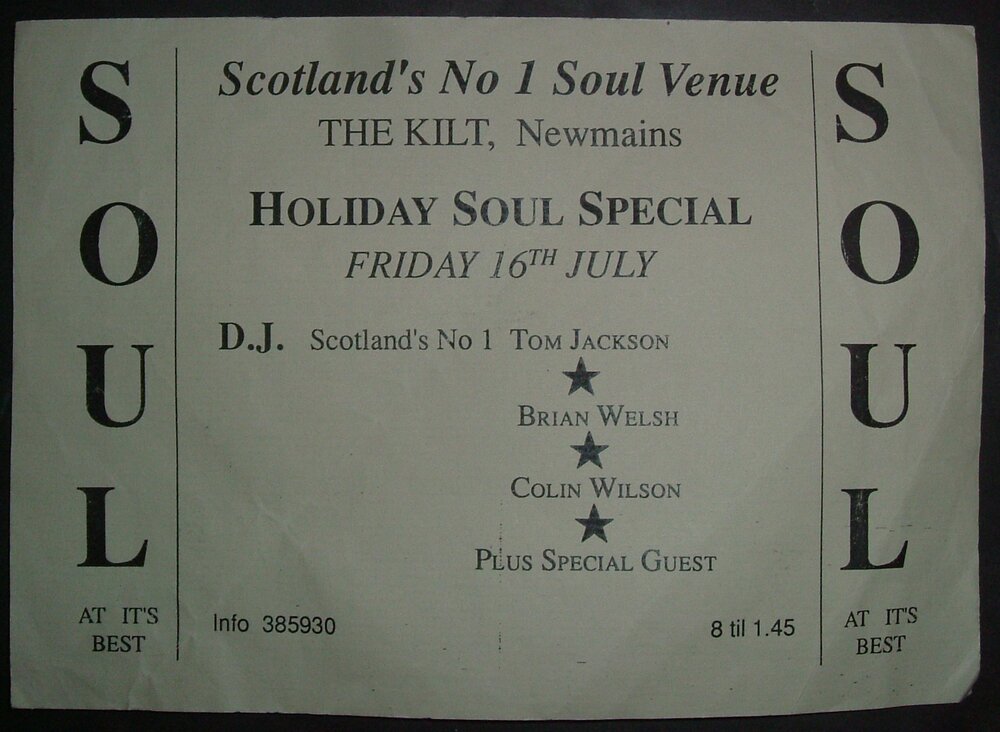 S
O
U
L
AT IT'S
BEST
Scotland's No 1 Soul Venue
THE KILT, Newmains
HOLIDAY SOUL SPECIAL
FRIDAY 16TH JULY
D.J. Scotland's No 1 TOM JACKSON
BRIAN WELSH
COLIN WILSON
PLUS SPECIAL GUEST
Info 385930
8 til 1.45
S
O
U
L
AT IT'S
BEST